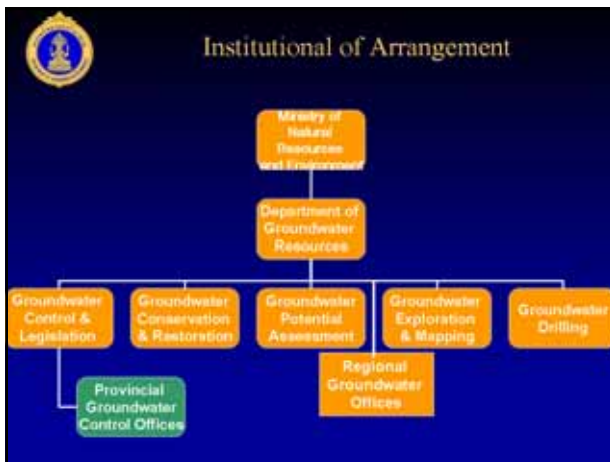 Institutional of Arrangement
Ministry of
Natural
Resources
and Environment
Department of
Groundwater
Resources
Groundwater
Control &
Legislation
Groundwater
Conservation
& Restoration
Groundwater
Potential
Assessment
Groundwater
Exploration
& Mapping
Groundwater
Drilling
Regional
Groundwater
Offices
Provincial
Groundwater
Control Offices